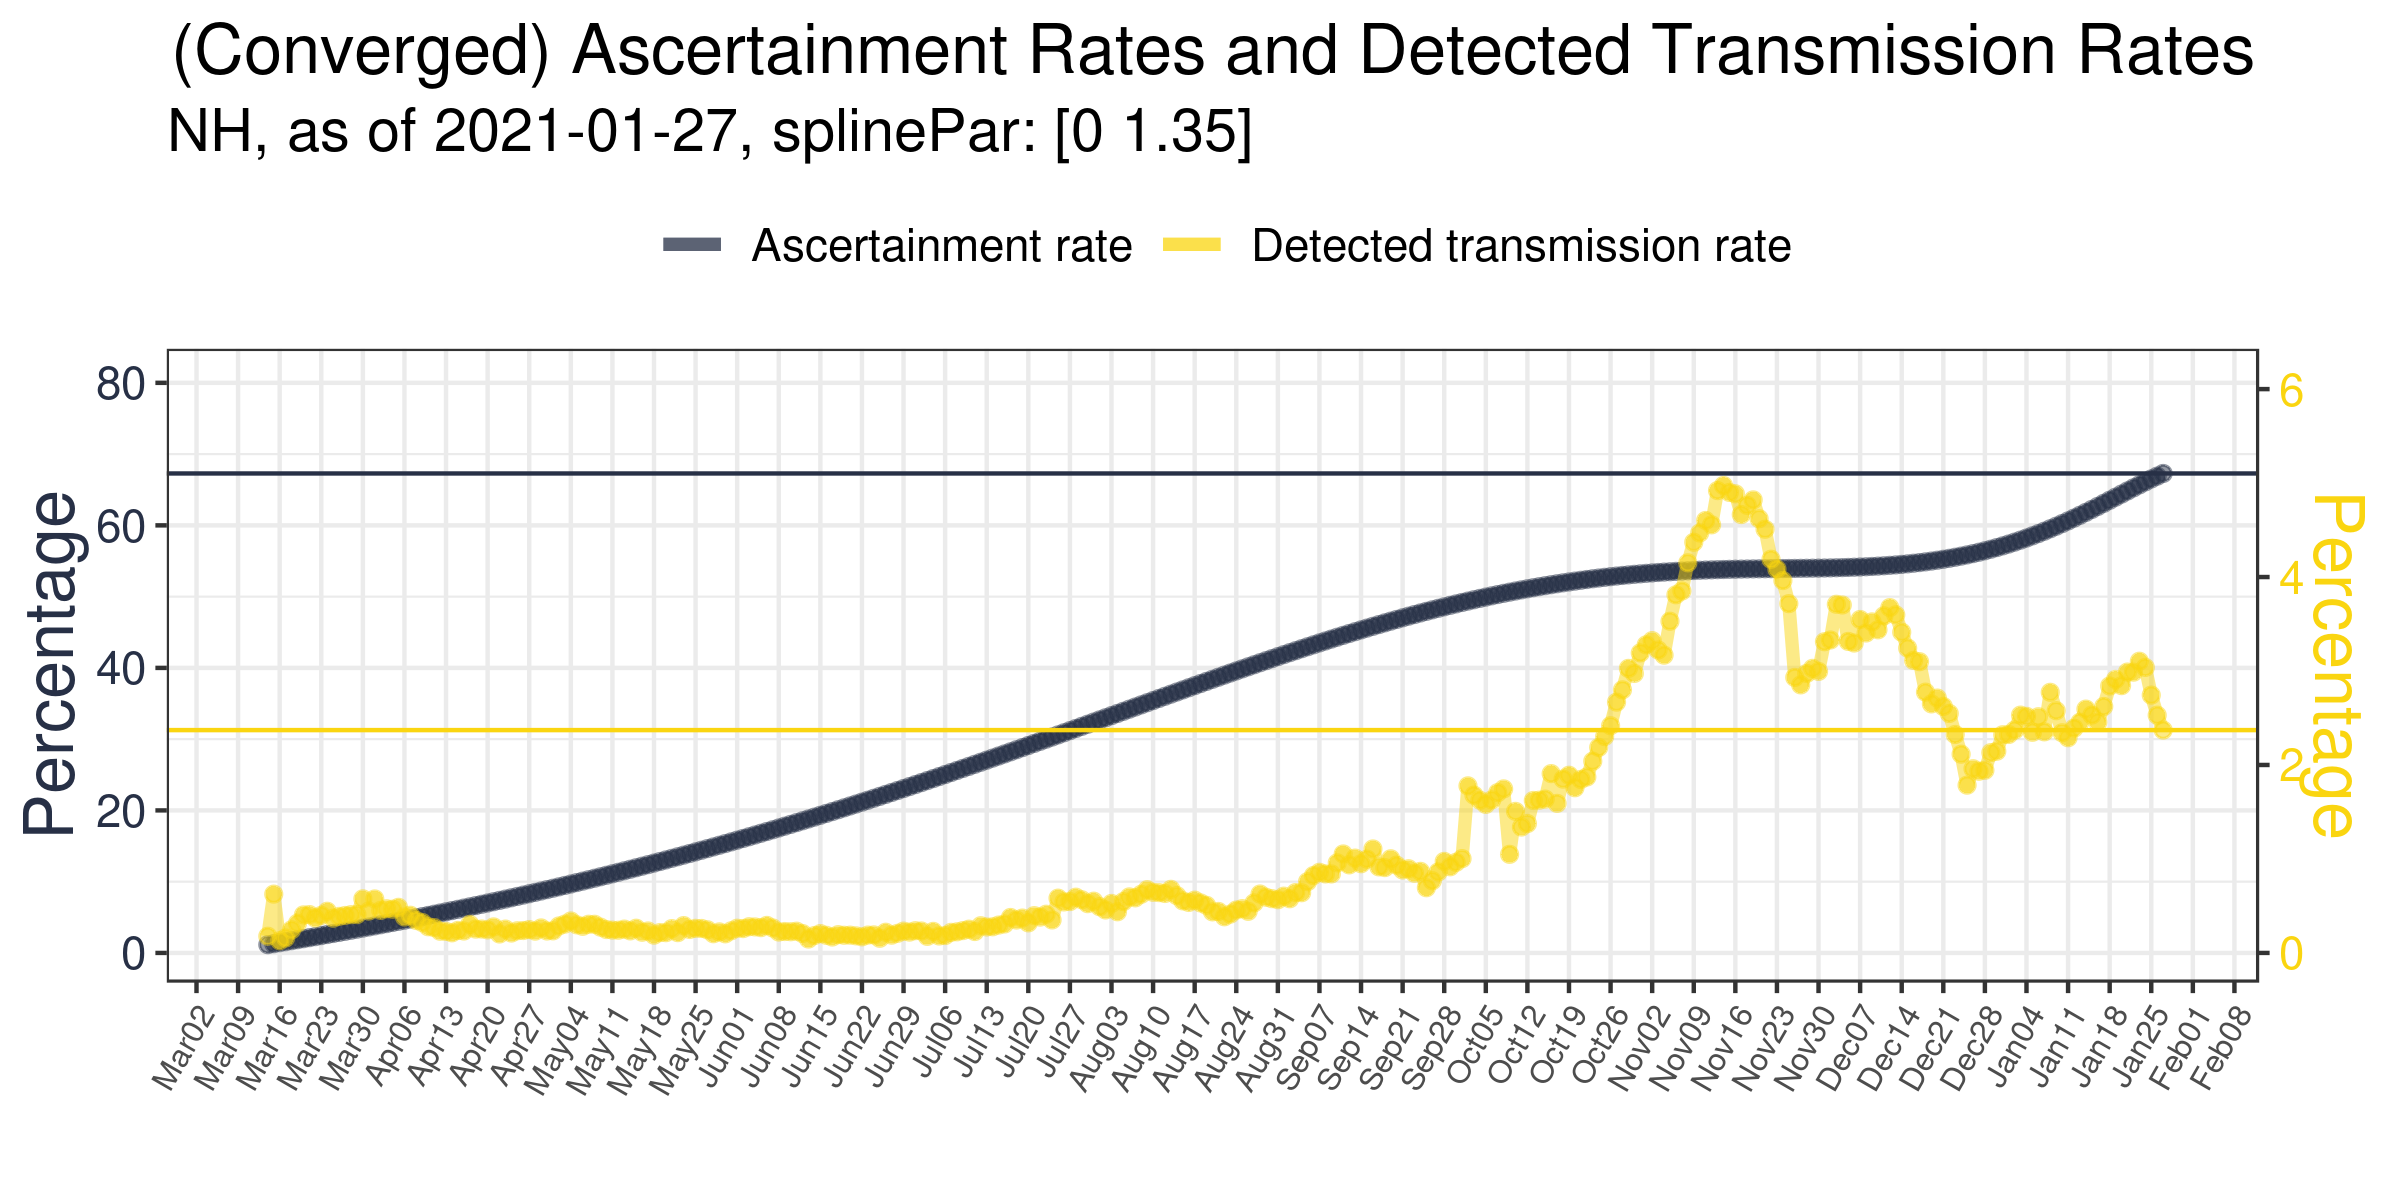 (Converged) Ascertainment Rates and Detected Transmission Rates
NH, as of 2021-01-27, splinePar: [0 1.35]
Ascertainment rate Detected transmission rate
Percentage
80
60
40
20
0
6
4
2
0
Percentage
Mar02 Mar09 Mar16 Mar23 Mar30 Apr06 Apr13 Apr20 Apr27 May04 May11 May18 May25 Jun01 Jun08 Jun15 Jun22 Jun29 Jul06 Jul13 Jul20 Jul27 Aug03 Aug10 Aug17 Aug24 Aug31 Sep07 Sep14 Sep21 Sep28 Oct05 Oct12 Oct19 Oct26 Nov02 Nov09 Nov16 Nov23 Nov30 Dec07 Dec14 Dec21 Dec28 Jan04 Jan11 Jan18 Jan25 Feb01 Feb08